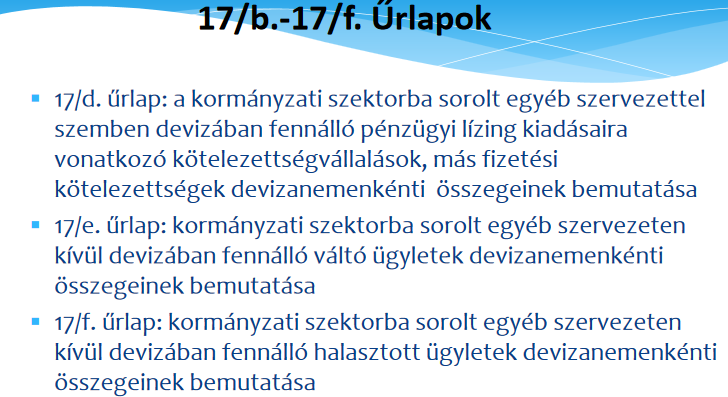 17/b.-17/f. Űrlapok
▪ 17/d. űrlap: a kormányzati szektorba sorolt egyéb szervezettel
szemben devizában fennálló pénzügyi lízing kiadásaira
vonatkozó kötelezettségvállalások, más fizetési
kötelezettségek devizanemenkénti összegeinek bemutatása
▪ 17/e. űrlap: kormányzati szektorba sorolt egyéb szervezeten
kívül devizában fennálló váltó ügyletek devizanemenkénti
összegeinek bemutatása
▪ 17/f. űrlap: kormányzati szektorba sorolt egyéb szervezeten
kívül devizában fennálló halasztott ügyletek devizanemenkénti
összegeinek bemutatása